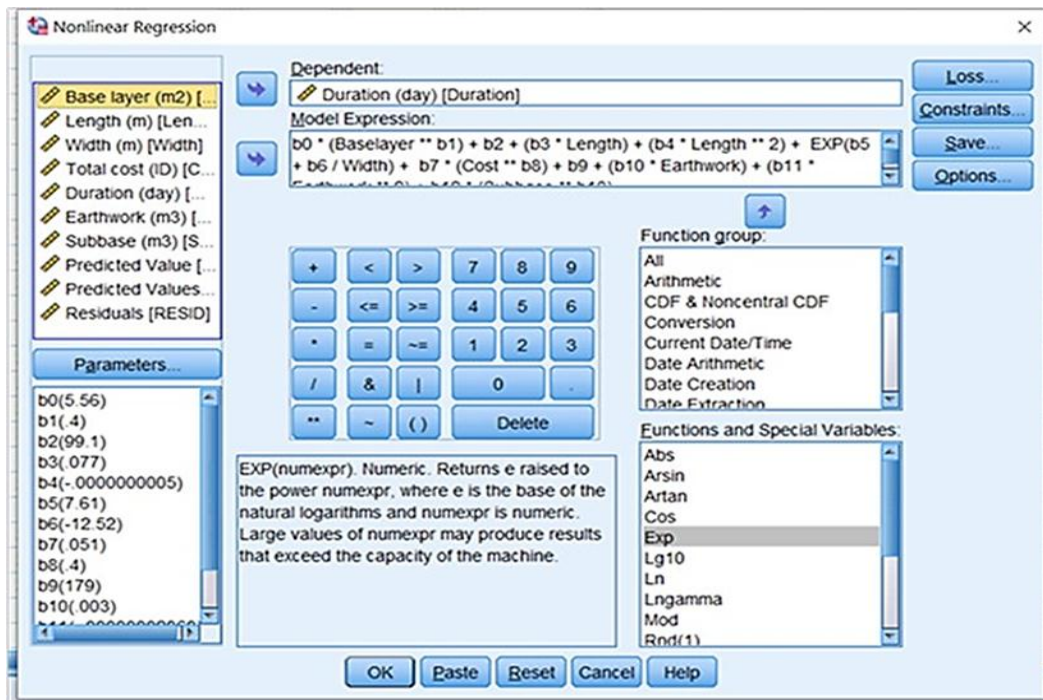 Nonlinear Regression
Base layer (m2) [...
Length (m) [Len...
Width (m) [Width]
Total cost (ID) [C...
Duration (day) [...
Earthwork (m3) [...
Subbase (m3) [S...
Predicted Value [...
Predicted Values...
Residuals [RESID]
Parameters...
b0(5.56)
b1(.4)
b2(99.1)
b3(.077)
b4(-.0000000005)
b5(7.61)
b6(-12.52)
b7(.051)
b8(.4)
b9(179)
b10(.003)
Dependent:
Duration (day) [Duration]
Model Expression:
b0 * (Baselayer ** b1) + b2 + (b3 * Length) + (b4 * Length ** 2) + EXP(b5
+ b6 / Width) + b7 * (Cost ** b8) + b9 + (b10 * Earthwork) + (b11 *
+ < > 7 8 9
- <= >= 4 5 6
* = ~= 1 2 3
/ & | 0 .
** ~ ( ) Delete
EXP(numexpr). Numeric. Returns e raised to
the power numexpr, where e is the base of the
natural logarithms and numexpr is numeric.
Large values of numexpr may produce results
that exceed the capacity of the machine.
Function group:
All
Arithmetic
CDF & Noncentral CDF
Conversion
Current Date/Time
Date Arithmetic
Date Creation
Date Extraction
Functions and Special Variables:
Abs
Arsin
Artan
Cos
Exp
Lg10
Ln
Lngamma
Mod
Rnd(1)
Loss...
Constraints...
Save...
Options...
OK Paste Reset Cancel Help